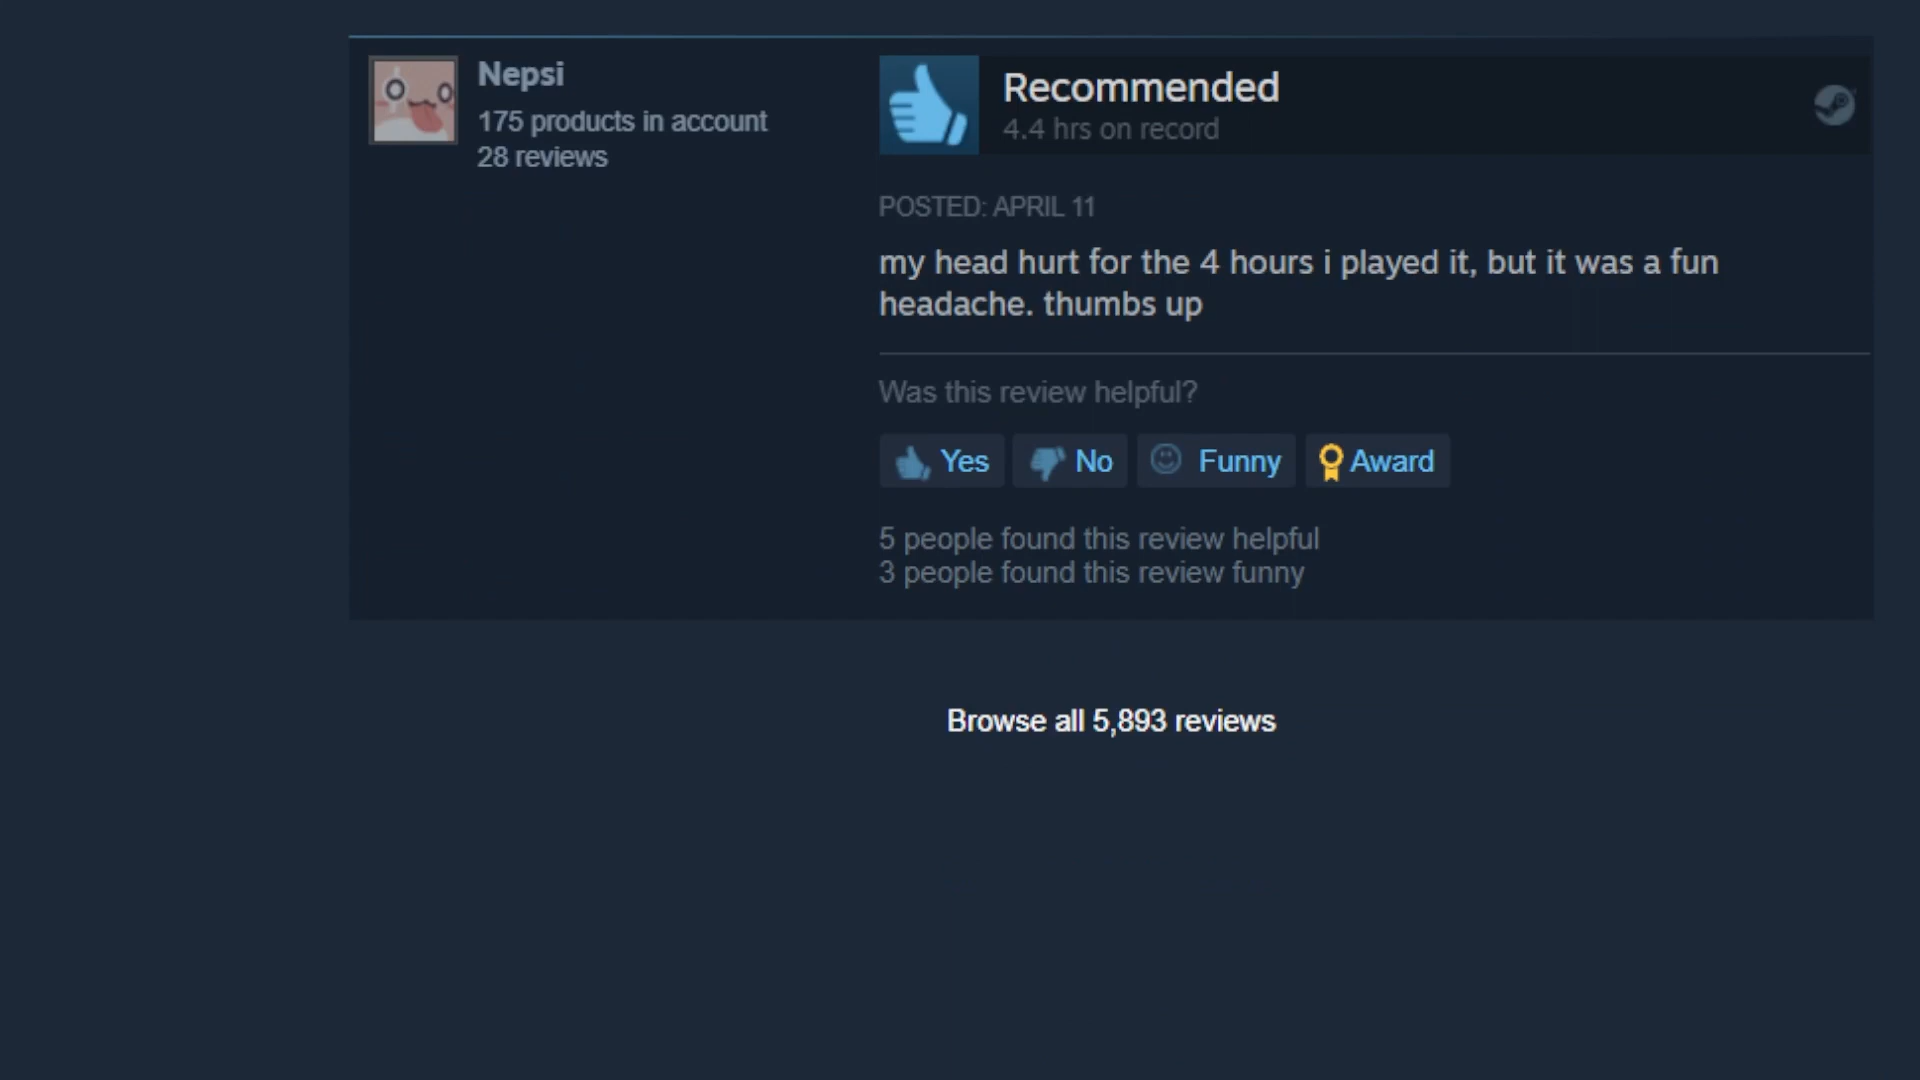 Nepsi
175 products in account
28 reviews
Recommended
4.4 hrs on record
POSTED: APRIL 11
my head hurt for the 4 hours i played it, but it was a fun
headache. thumbs up
Was this review helpful?
Yes No Funny Award
5 people found this review helpful
3 people found this review funny
Browse all 5,893 reviews